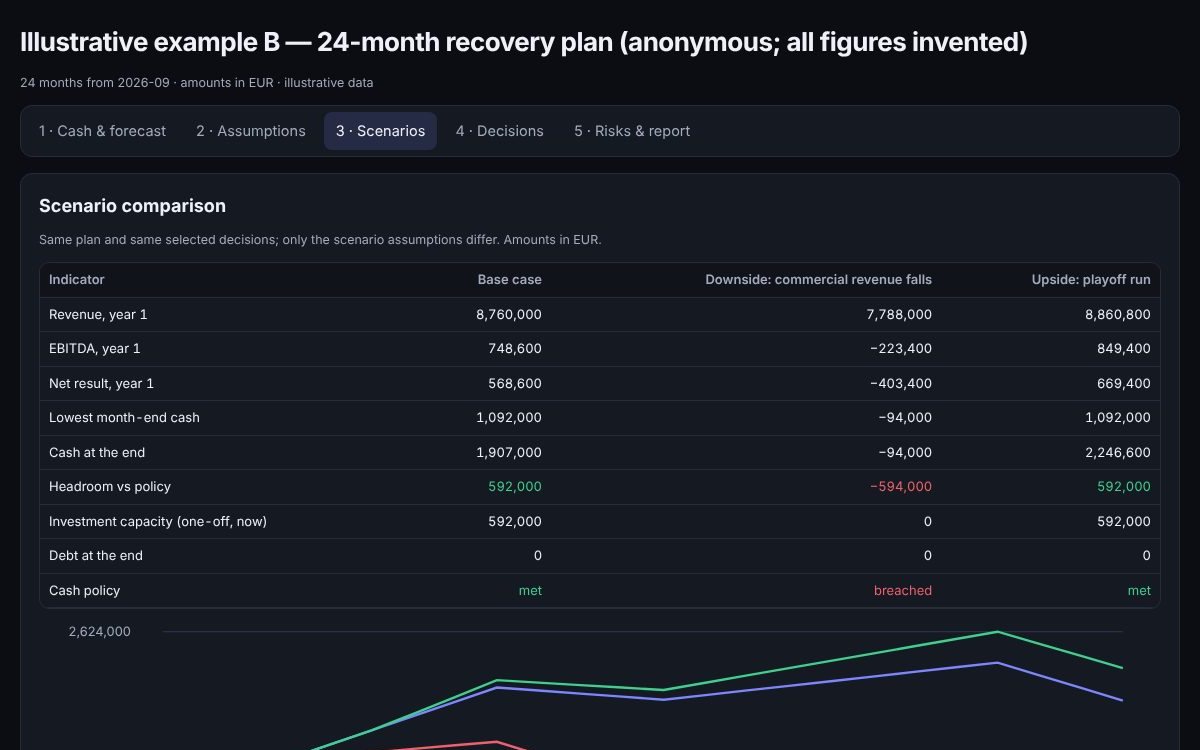 Illustrative example B — 24-month recovery plan (anonymous; all figures invented)
24 months from 2026-09 · amounts in EUR · illustrative data
1 · Cash & forecast 2 · Assumptions 3 · Scenarios 4 · Decisions 5 · Risks & report
Scenario comparison
Same plan and same selected decisions; only the scenario assumptions differ. Amounts in EUR.
Indicator Base case Downside: commercial revenue falls Upside: playoff run
Revenue, year 1 8,760,000 7,788,000 8,860,800
EBITDA, year 1 748,600 −223,400 849,400
Net result, year 1 568,600 −403,400 669,400
Lowest month-end cash 1,092,000 −94,000 1,092,000
Cash at the end 1,907,000 −94,000 2,246,600
Headroom vs policy 592,000 −594,000 592,000
Investment capacity (one-off, now) 592,000 0 592,000
Debt at the end 0 0 0
Cash policy met breached met
2,624,000